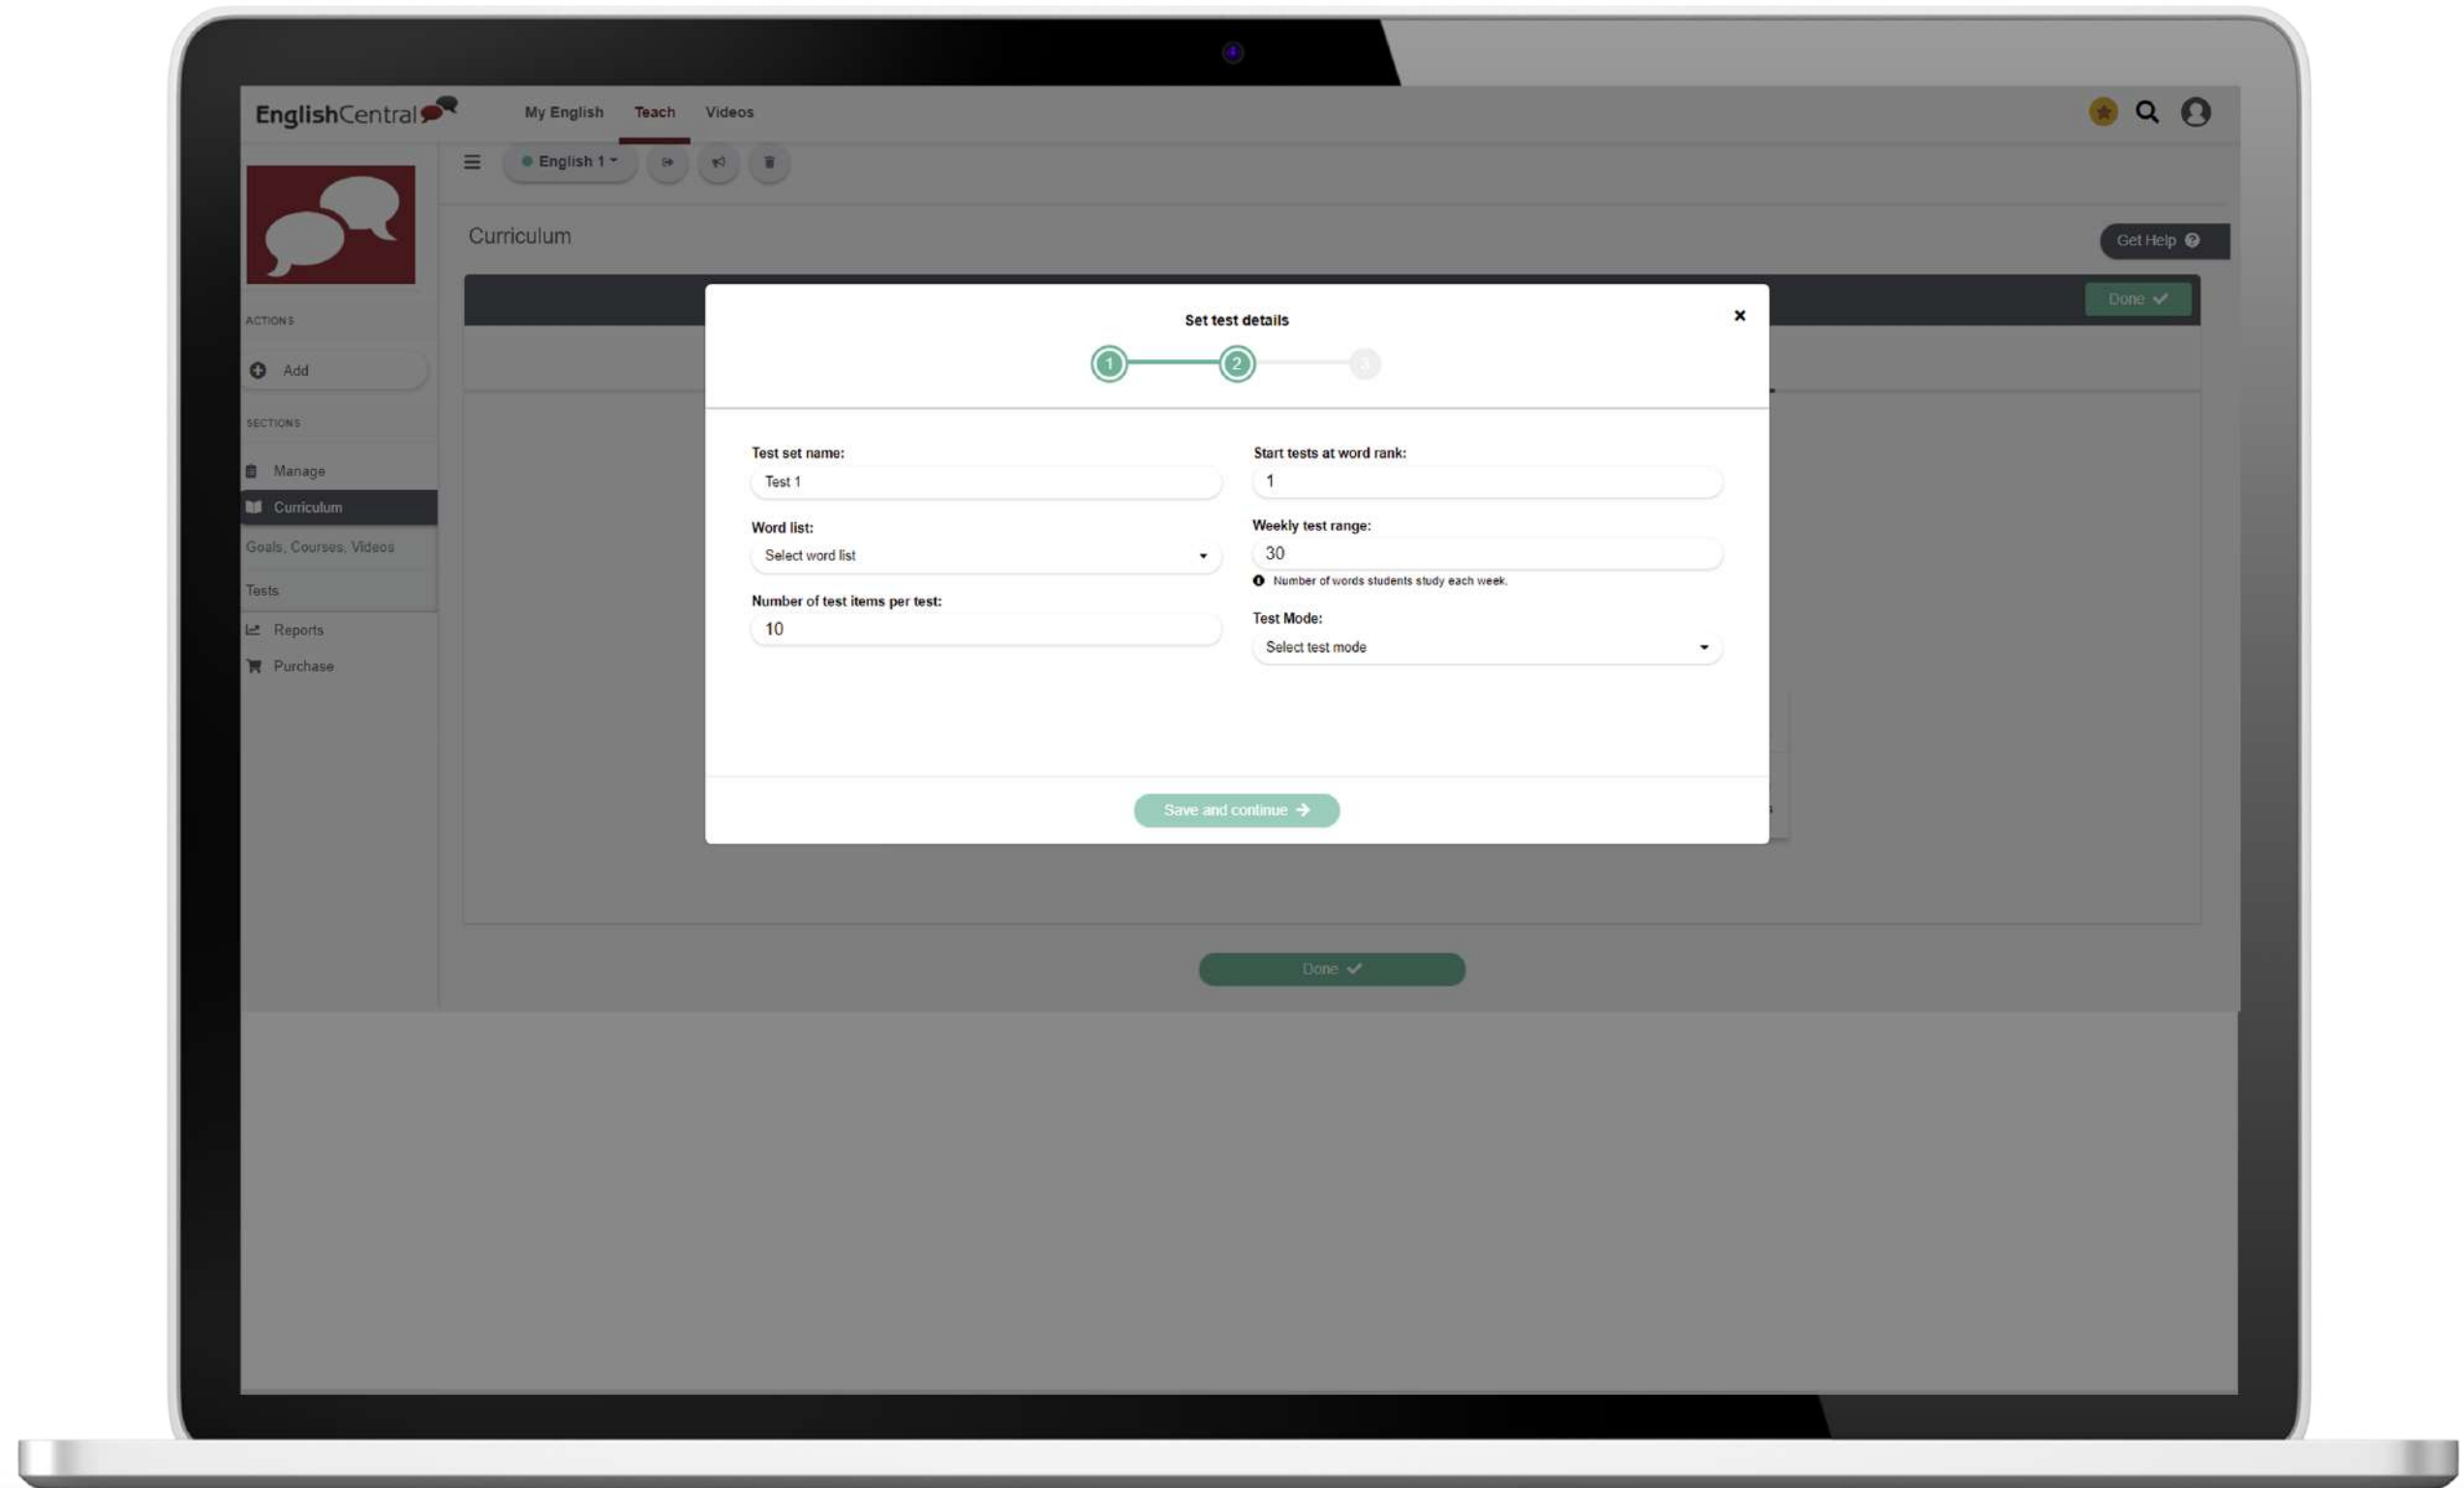 EnglishCentral
My English Teach Videos
English 1
Curriculum
Get Help
Done
ACTIONS
Add
SECTIONS
Manage
Curriculum
Goals, Courses, Videos
Tests
Reports
Purchase
Set test details
1 2 3
Test set name:
Test 1
Word list:
Select word list
Number of test items per test:
10
Start tests at word rank:
1
Weekly test range:
30
Number of words students study each week.
Test Mode:
Select test mode
Save and continue
Done